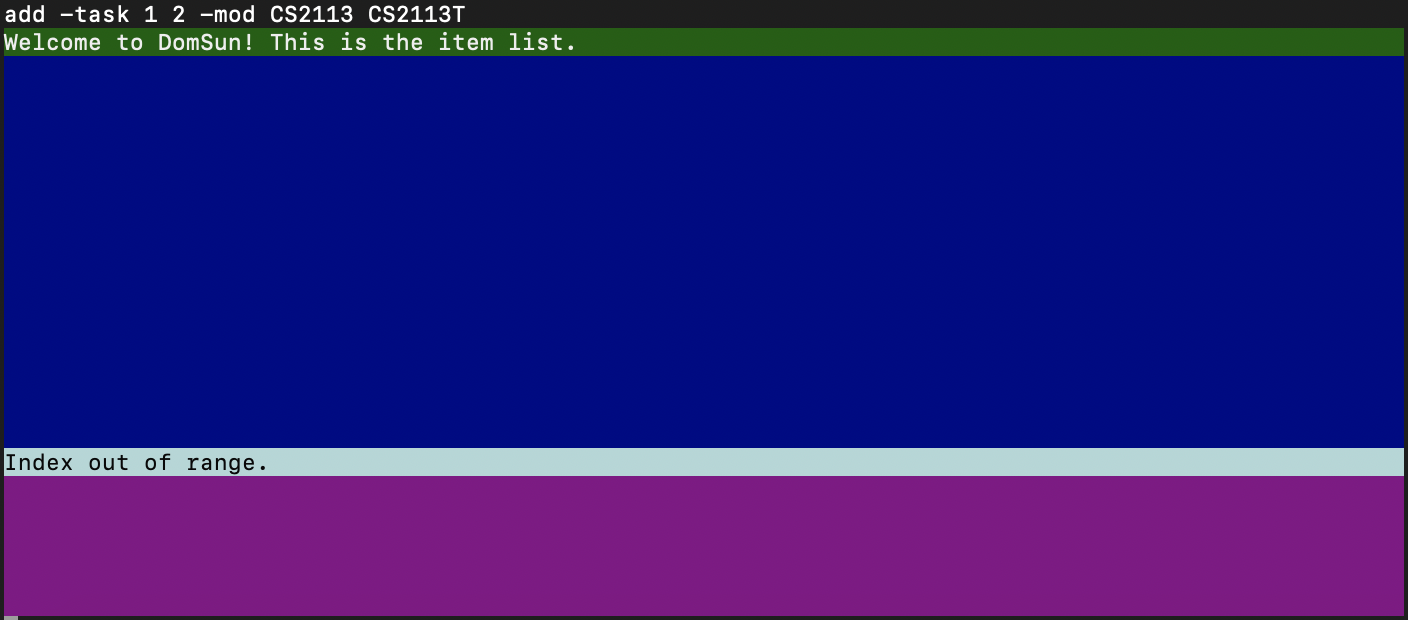 add -task 1 2 -mod CS2113 CS2113T
Welcome to DomSun! This is the item list.
Index out of range.